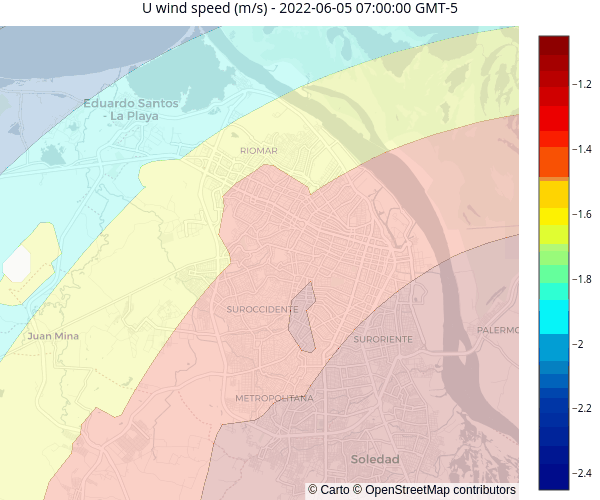 U wind speed (m/s) - 2022-06-05 07:00:00 GMT-5
Eduardo Santos
- La Playa
RIOMAR
SUROCCIDENTE
Juan Mina
SURORIENTE
PALERMO
METROPOLITANA
Soledad
© Carto © OpenStreetMap contributors
−1.2
−1.4
−1.6
−1.8
−2
−2.2
−2.4